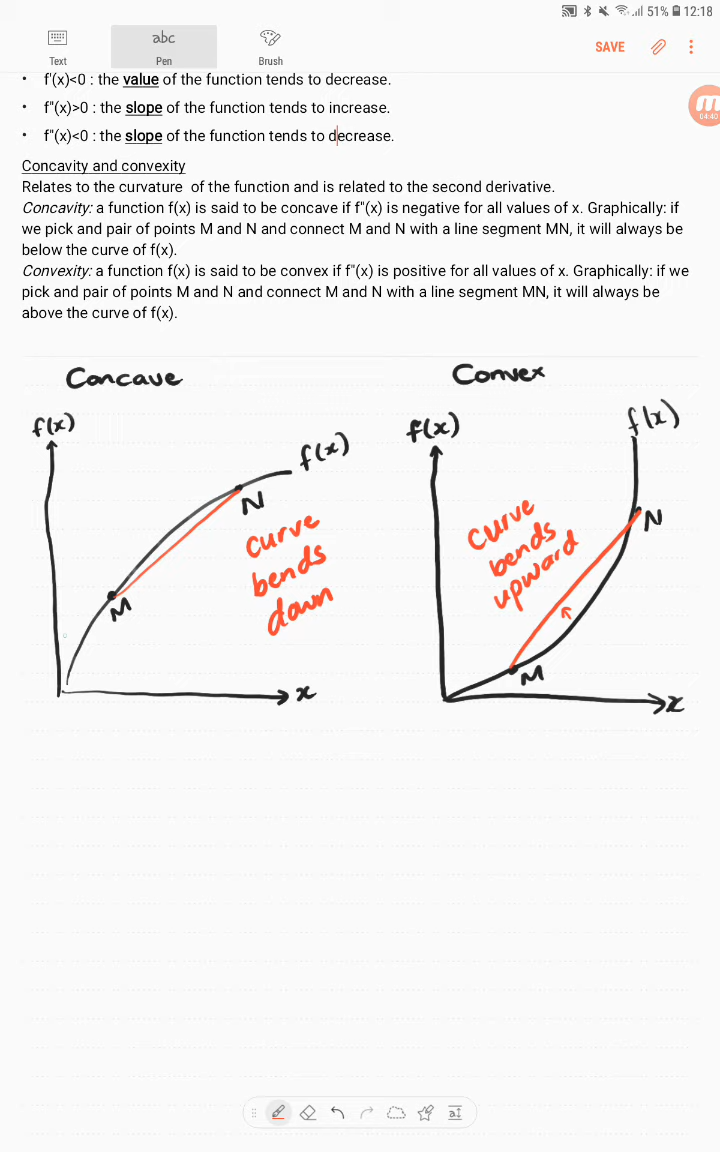 51% 12:18
abc
Text Pen Brush
SAVE
m
04:40
• f'(x)<0 : the value of the function tends to decrease.
• f"(x)>0 : the slope of the function tends to increase.
• f"(x)<0 : the slope of the function tends to decrease.
Concavity and convexity
Relates to the curvature of the function and is related to the second derivative.
Concavity: a function f(x) is said to be concave if f"(x) is negative for all values of x. Graphically: if
we pick and pair of points M and N and connect M and N with a line segment MN, it will always be
below the curve of f(x).
Convexity: a function f(x) is said to be convex if f"(x) is positive for all values of x. Graphically: if we
pick and pair of points M and N and connect M and N with a line segment MN, it will always be
above the curve of f(x).
Concave
f(x)
f(x)
N
curve
bends
down
M
x
Convex
f(x)
f(x)
N
curve
bends
upward
M
x